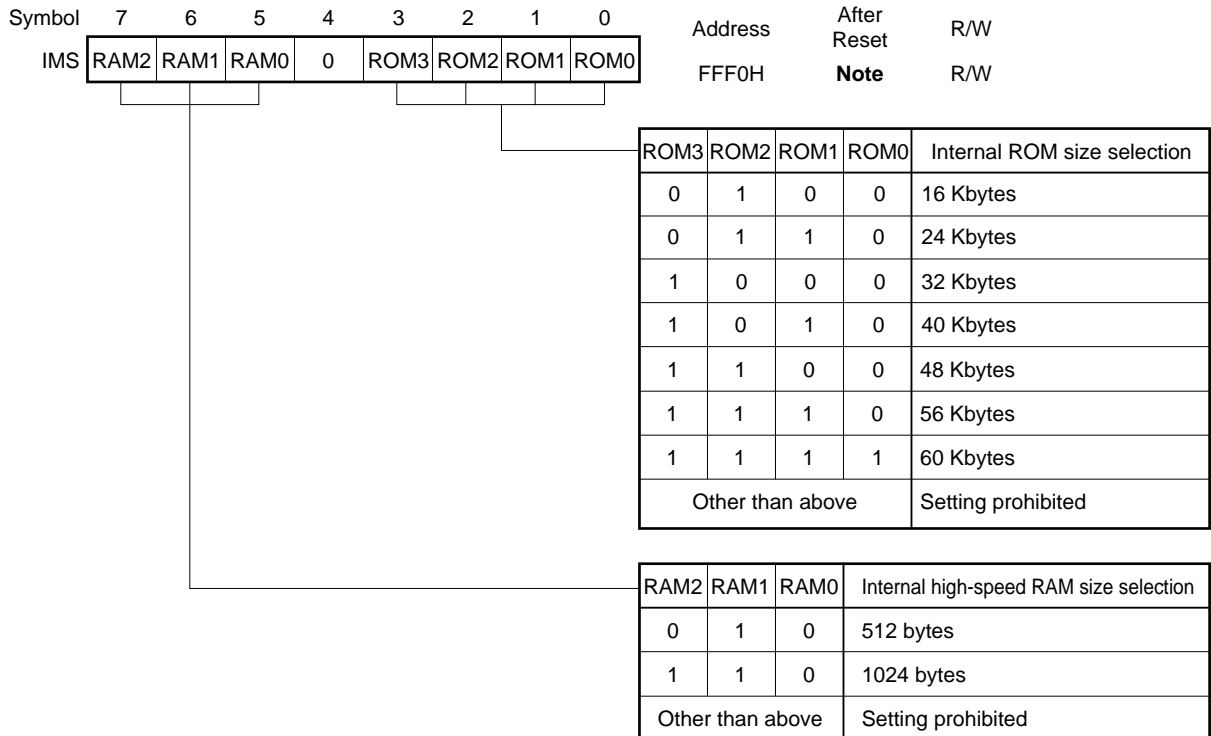 Symbol 7 6 5 4 3 2 1 0 Address After Reset R/W
IMS RAM2 RAM1 RAM0 0 ROM3 ROM2 ROM1 ROM0 FFF0H Note R/W
ROM3 ROM2 ROM1 ROM0 Internal ROM size selection
0 1 0 0 16 Kbytes
0 1 1 0 24 Kbytes
1 0 0 0 32 Kbytes
1 0 1 0 40 Kbytes
1 1 0 0 48 Kbytes
1 1 1 0 56 Kbytes
1 1 1 1 60 Kbytes
Other than above Setting prohibited
RAM2 RAM1 RAM0 Internal high-speed RAM size selection
0 1 0 512 bytes
1 1 0 1024 bytes
Other than above Setting prohibited